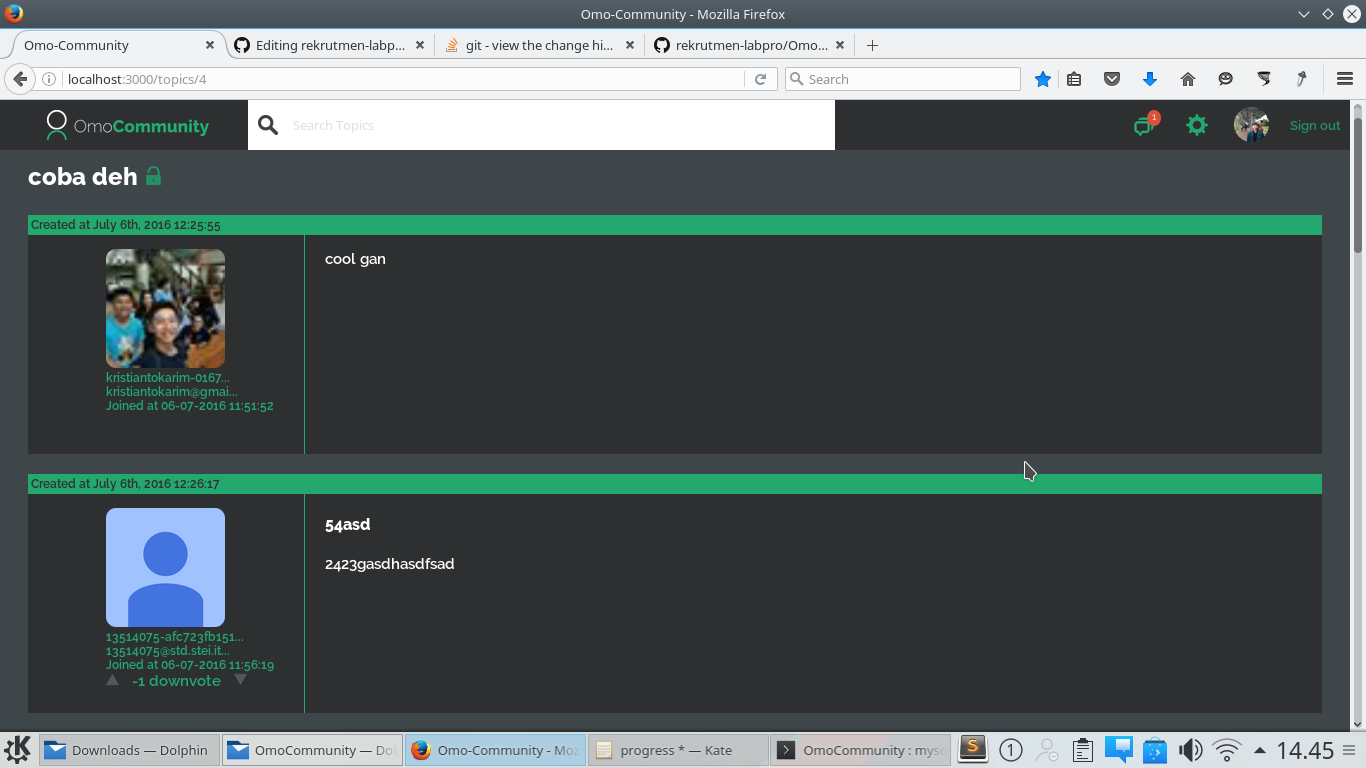 Omo-Community - Mozilla Firefox
Omo-Community
Editing rekrutmen-labp...
git - view the change hi...
rekrutmen-labpro/Omo...
localhost:3000/topics/4
Search
OmoCommunity
Search Topics
1
Sign out
coba deh
Created at July 6th, 2016 12:25:55
cool gan
kristiantokarim-0167...
kristiantokarim@gmai...
Joined at 06-07-2016 11:51:52
Created at July 6th, 2016 12:26:17
54asd
2423gasdhasdfsad
13514075-afc723fb151...
13514075@std.stei.it...
Joined at 06-07-2016 11:56:19
-1 downvote
Downloads — Dolphin
OmoCommunity — Dol
Omo-Community - Moz
progress * — Kate
OmoCommunity : myso
1
14.45